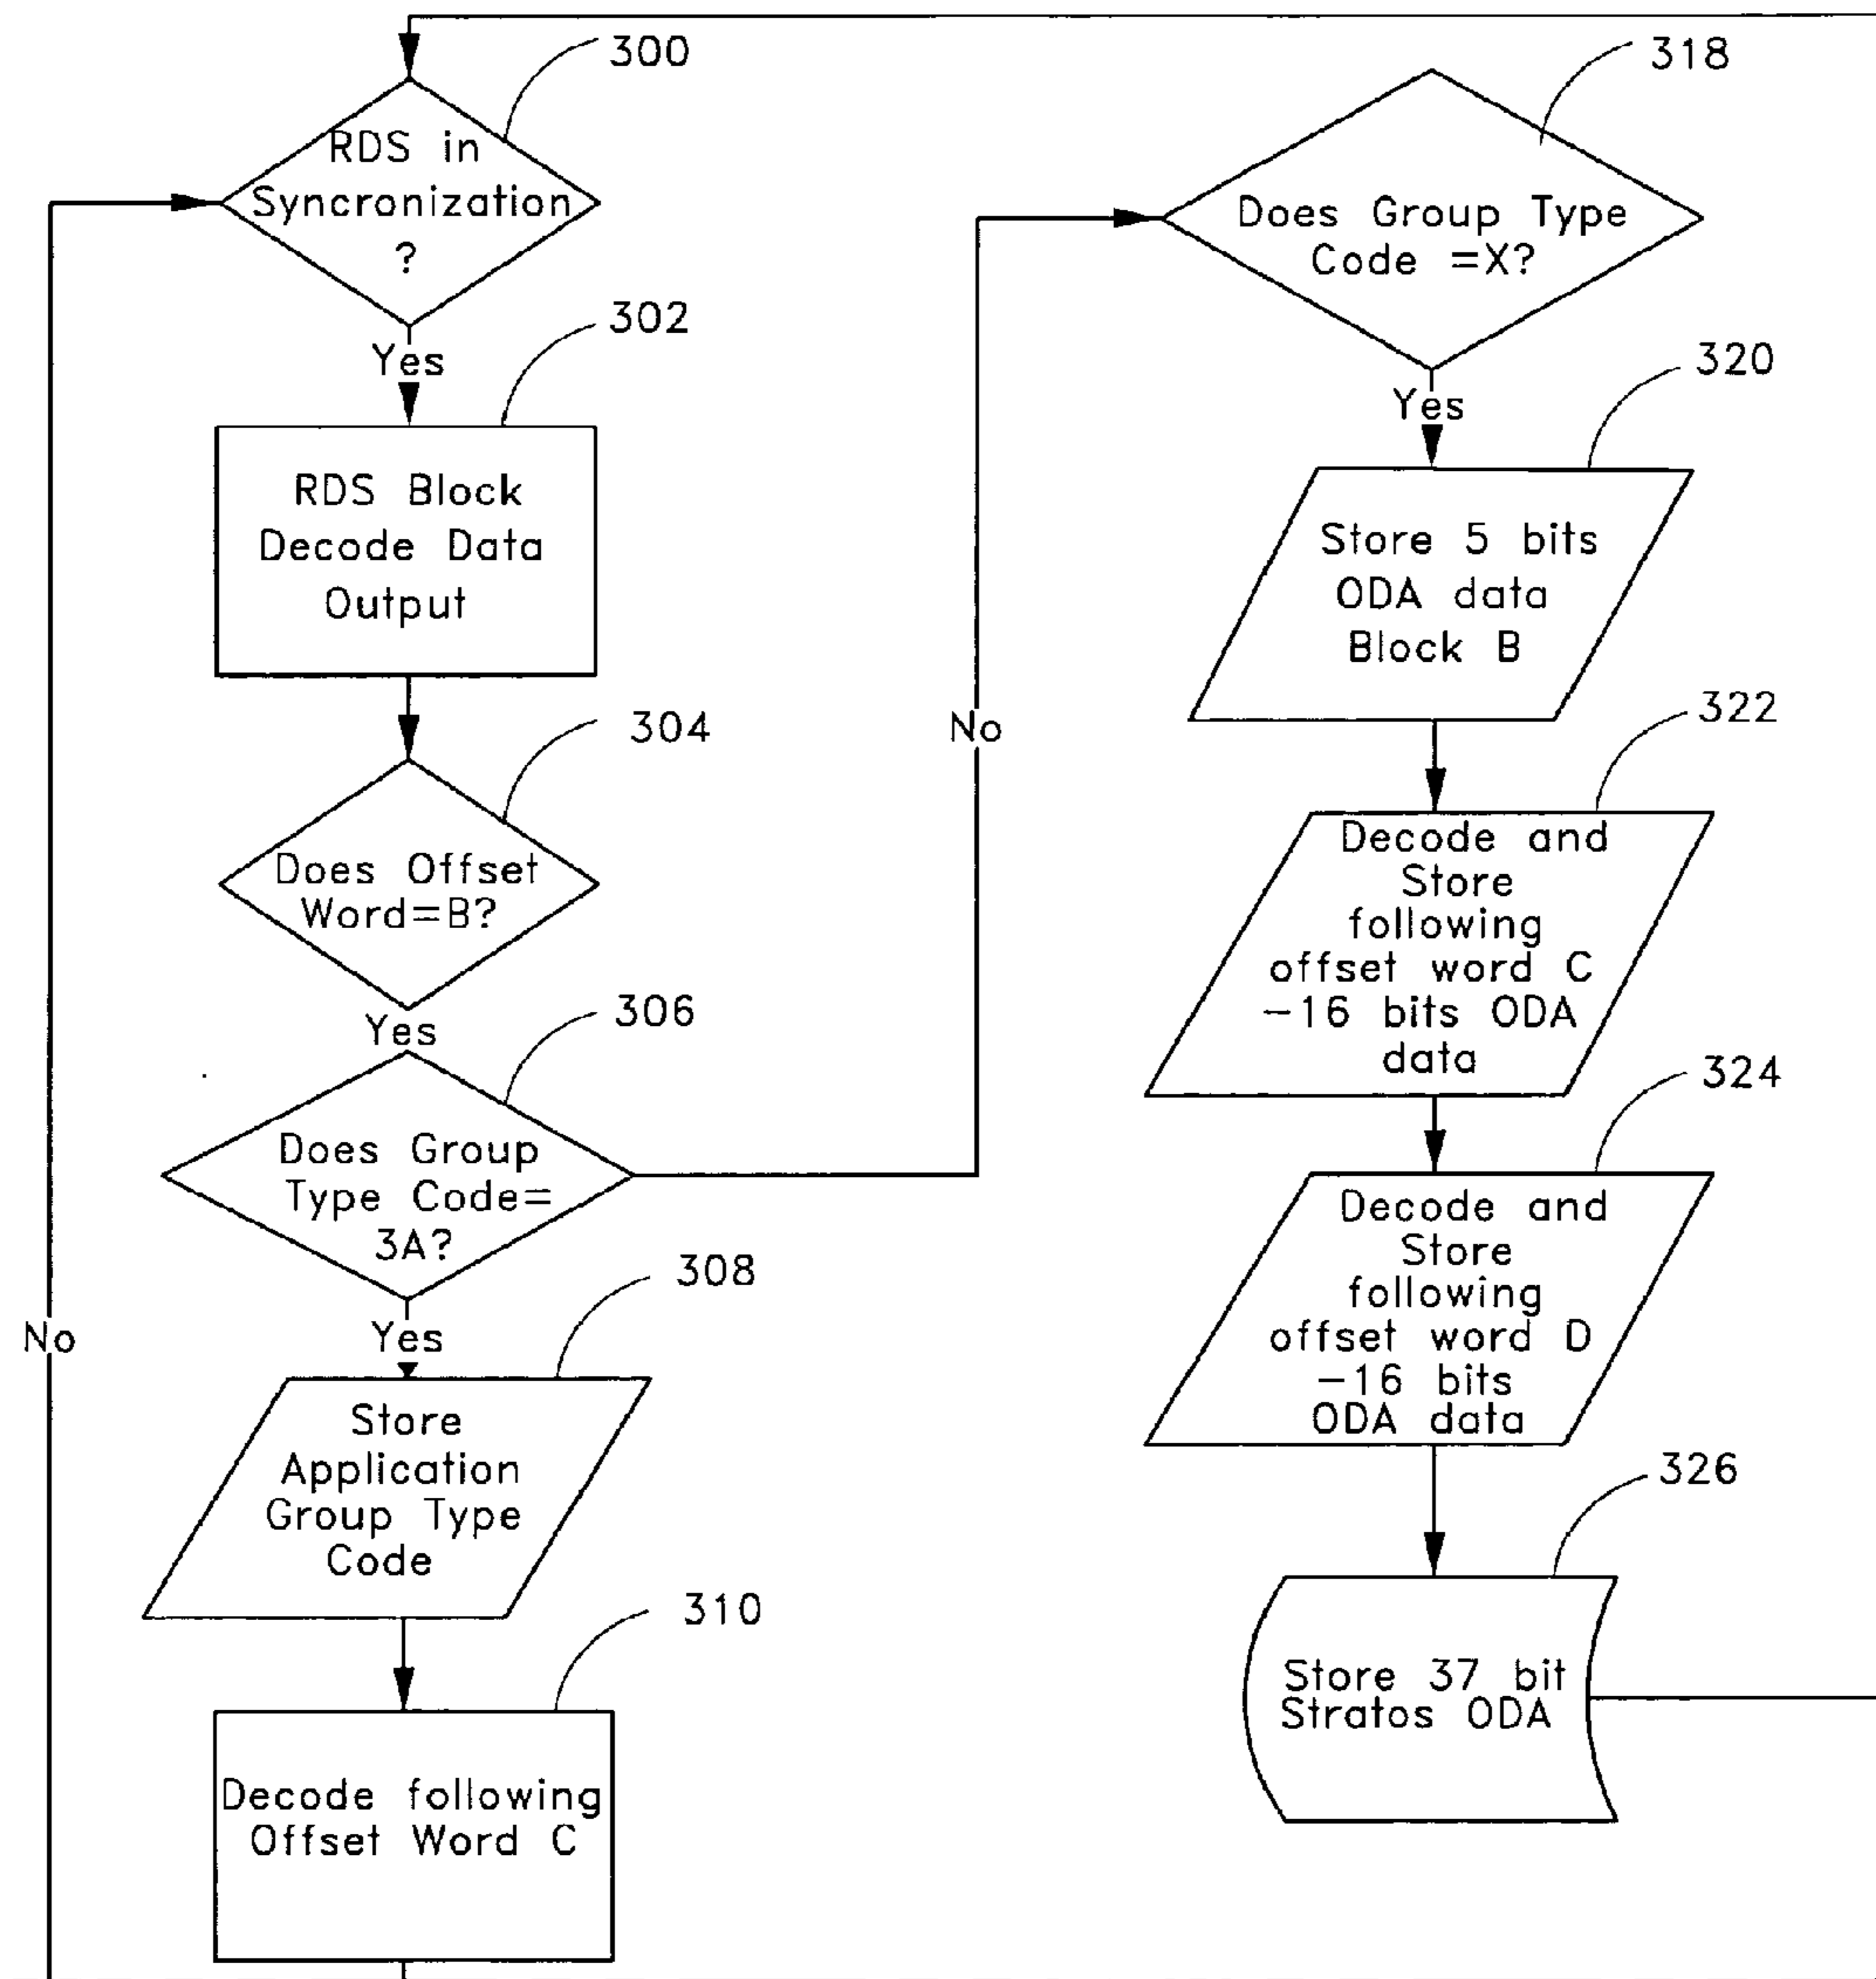 300
RDS in
Syncronization
?
Yes
302
RDS Block
Decode Data
Output
304
Does Offset
Word=B?
Yes
306
Does Group
Type Code=
3A?
No
Yes
308
Store
Application
Group Type
Code
310
Decode following
Offset Word C
No
318
Does Group Type
Code =X?
Yes
320
Store 5 bits
ODA data
Block B
322
Decode and
Store
following
offset word C
-16 bits ODA
data
324
Decode and
Store
following
offset word D
-16 bits
ODA data
326
Store 37 bit
Stratos ODA